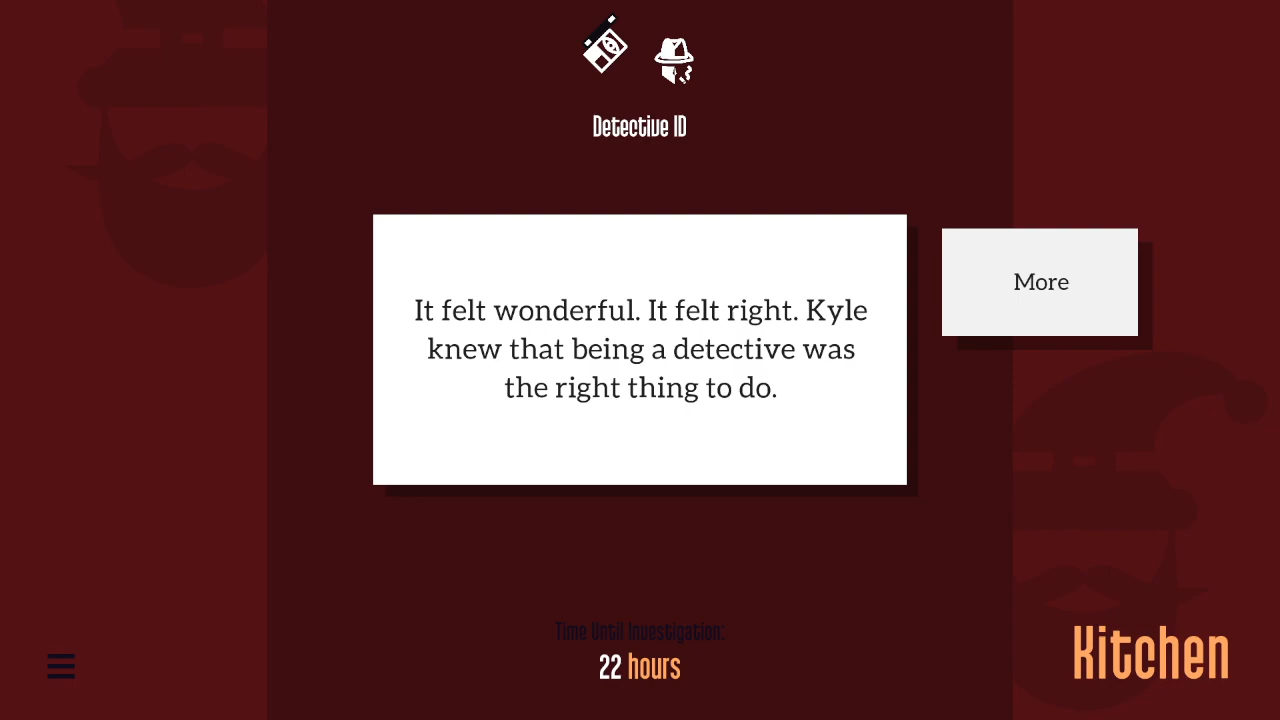 Detective ID
It felt wonderful. It felt right. Kyle
knew that being a detective was
the right thing to do.
More
Time Until Investigation:
22 hours
Kitchen